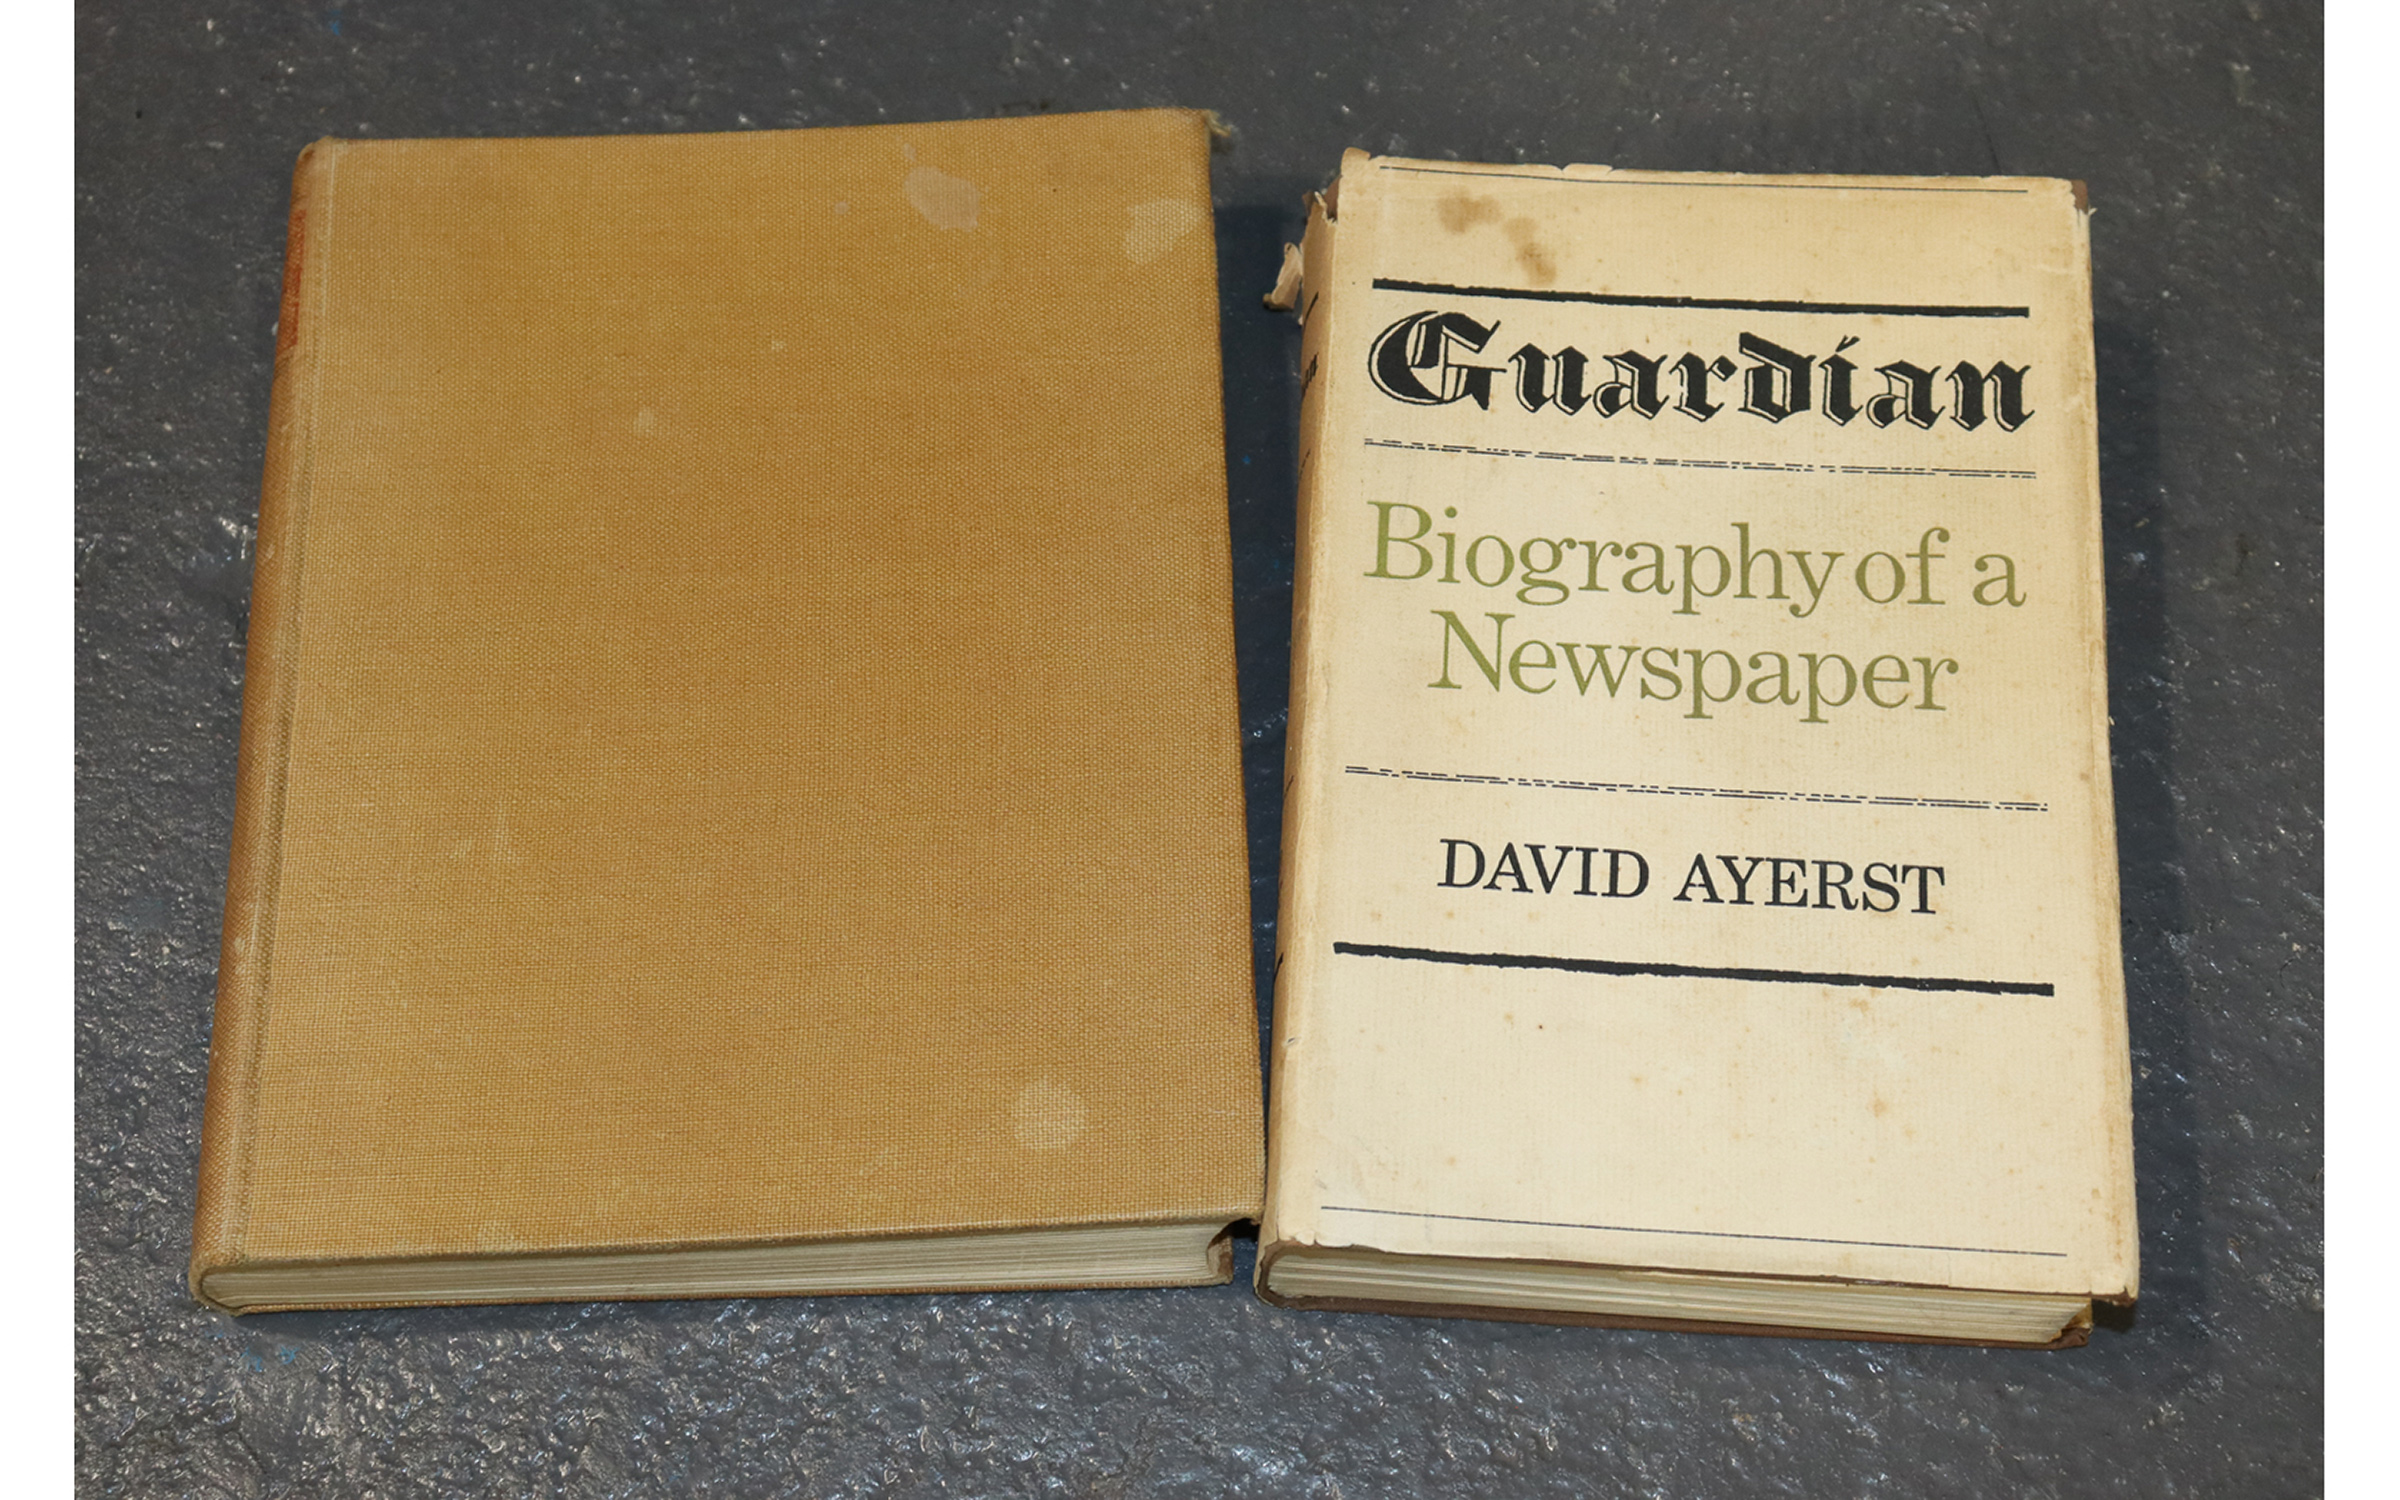 Guardian
Biography of a
Newspaper
DAVID AYERST